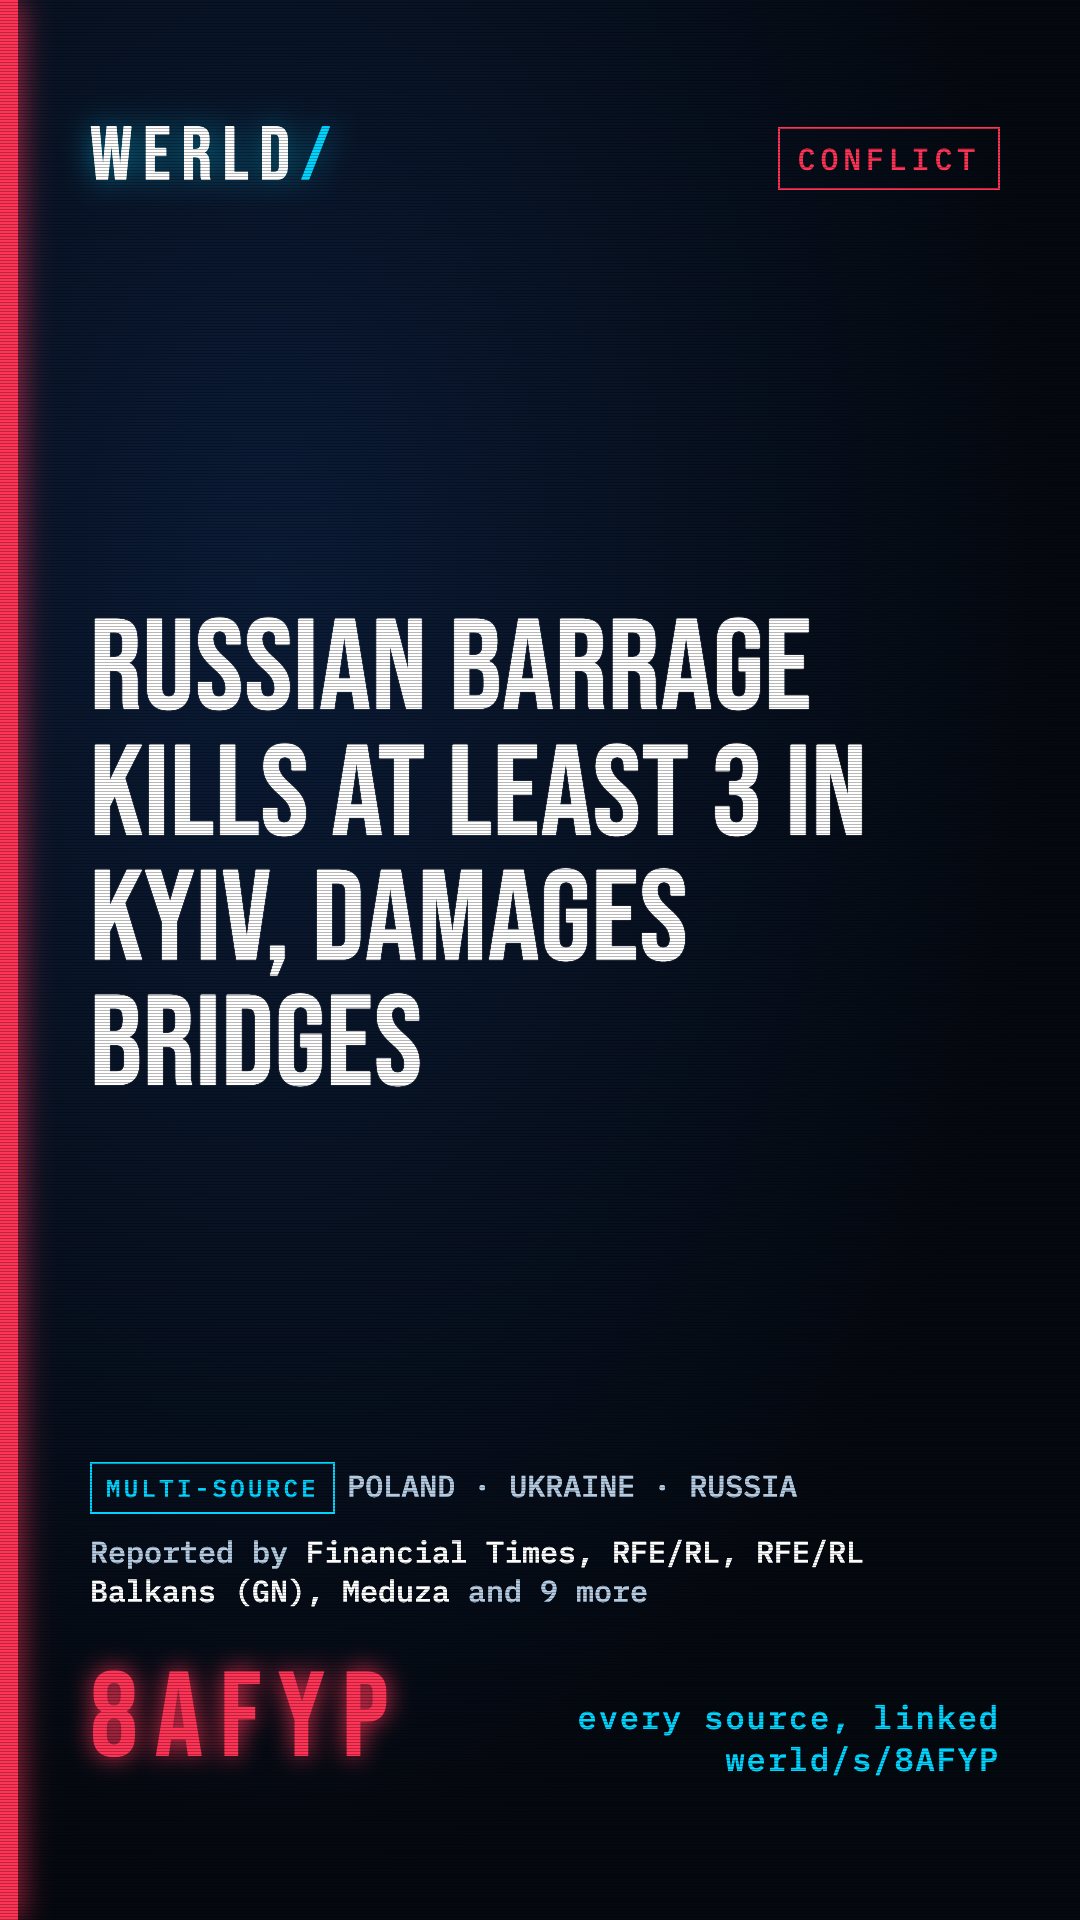 WERLD/
CONFLICT
RUSSIAN BARRAGE
KILLS AT LEAST 3 IN
KYIV, DAMAGES
BRIDGES
MULTI-SOURCE POLAND · UKRAINE · RUSSIA
Reported by Financial Times, RFE/RL, RFE/RL
Balkans (GN), Meduza and 9 more
8AFYP
every source, linked
werld/s/8AFYP